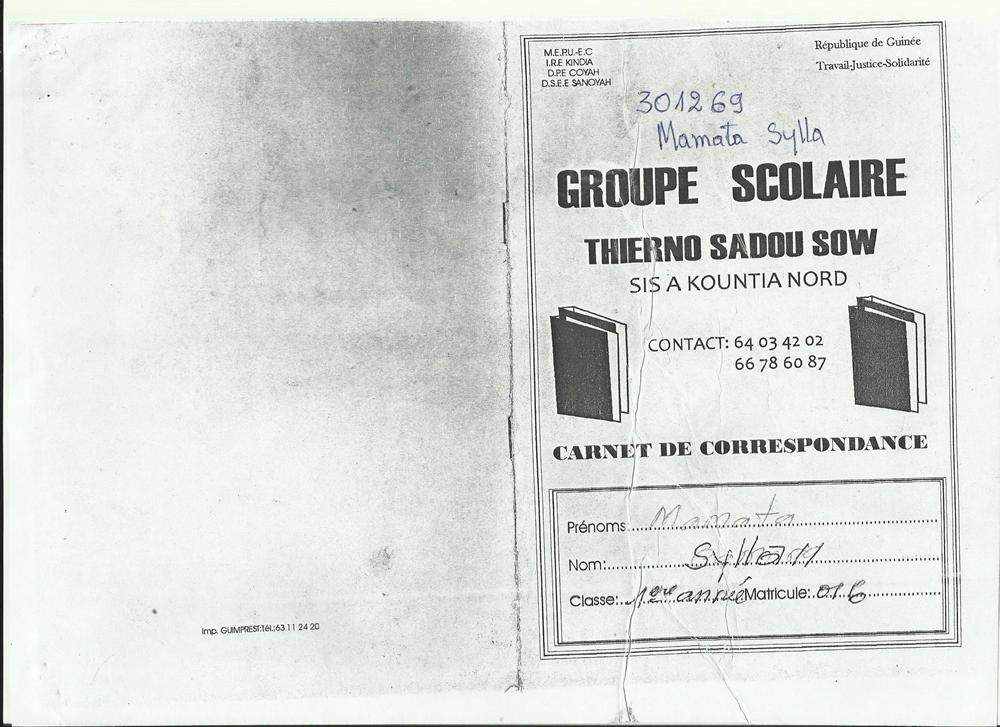 M.E.P.U.-E.C
I.R.E KINDIA
D.P.E COYAH
D.S.E.E SANOYAH
République de Guinée
Travail-Justice-Solidarité
301269
Mamata Sylla
GROUPE SCOLAIRE
THIERNO SADOU SOW
SIS A KOUNTIA NORD
CONTACT: 64 03 42 02
66 78 60 87
CARNET DE CORRESPONDANCE
Prénoms: Mamata
Nom:
Classe: 1ère année Matricule:
Imp. GUIMPREST:Tél.:63 11 24 20